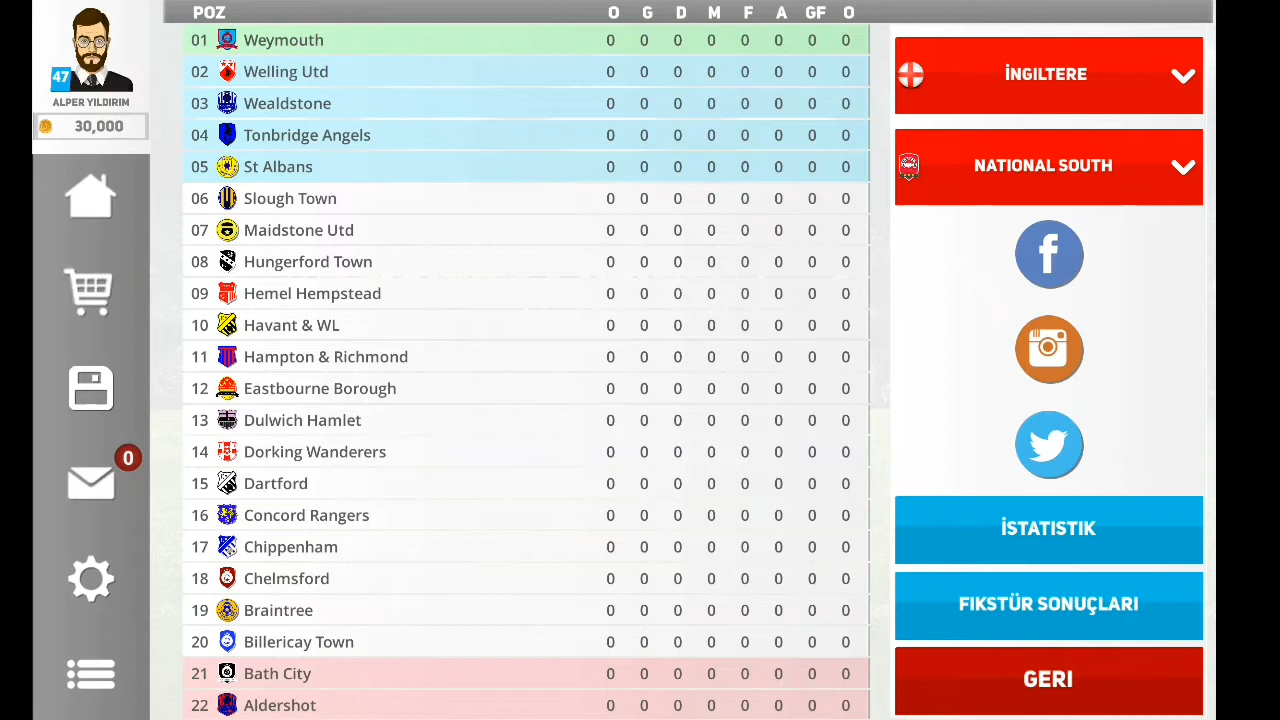 POZ O G D M F A GF O
01 Weymouth 0 0 0 0 0 0 0 0
02 Welling Utd 0 0 0 0 0 0 0 0
03 Wealdstone 0 0 0 0 0 0 0 0
04 Tonbridge Angels 0 0 0 0 0 0 0 0
05 St Albans 0 0 0 0 0 0 0 0
06 Slough Town 0 0 0 0 0 0 0 0
07 Maidstone Utd 0 0 0 0 0 0 0 0
08 Hungerford Town 0 0 0 0 0 0 0 0
09 Hemel Hempstead 0 0 0 0 0 0 0 0
10 Havant & WL 0 0 0 0 0 0 0 0
11 Hampton & Richmond 0 0 0 0 0 0 0 0
12 Eastbourne Borough 0 0 0 0 0 0 0 0
13 Dulwich Hamlet 0 0 0 0 0 0 0 0
14 Dorking Wanderers 0 0 0 0 0 0 0 0
15 Dartford 0 0 0 0 0 0 0 0
16 Concord Rangers 0 0 0 0 0 0 0 0
17 Chippenham 0 0 0 0 0 0 0 0
18 Chelmsford 0 0 0 0 0 0 0 0
19 Braintree 0 0 0 0 0 0 0 0
20 Billericay Town 0 0 0 0 0 0 0 0
21 Bath City 0 0 0 0 0 0 0 0
22 Aldershot 0 0 0 0 0 0 0 0
47
ALPER YILDIRIM
30,000
0
İNGİLTERE
NATIONAL SOUTH
f
İSTATISTIK
FIKSTÜR SONUÇLARI
GERI